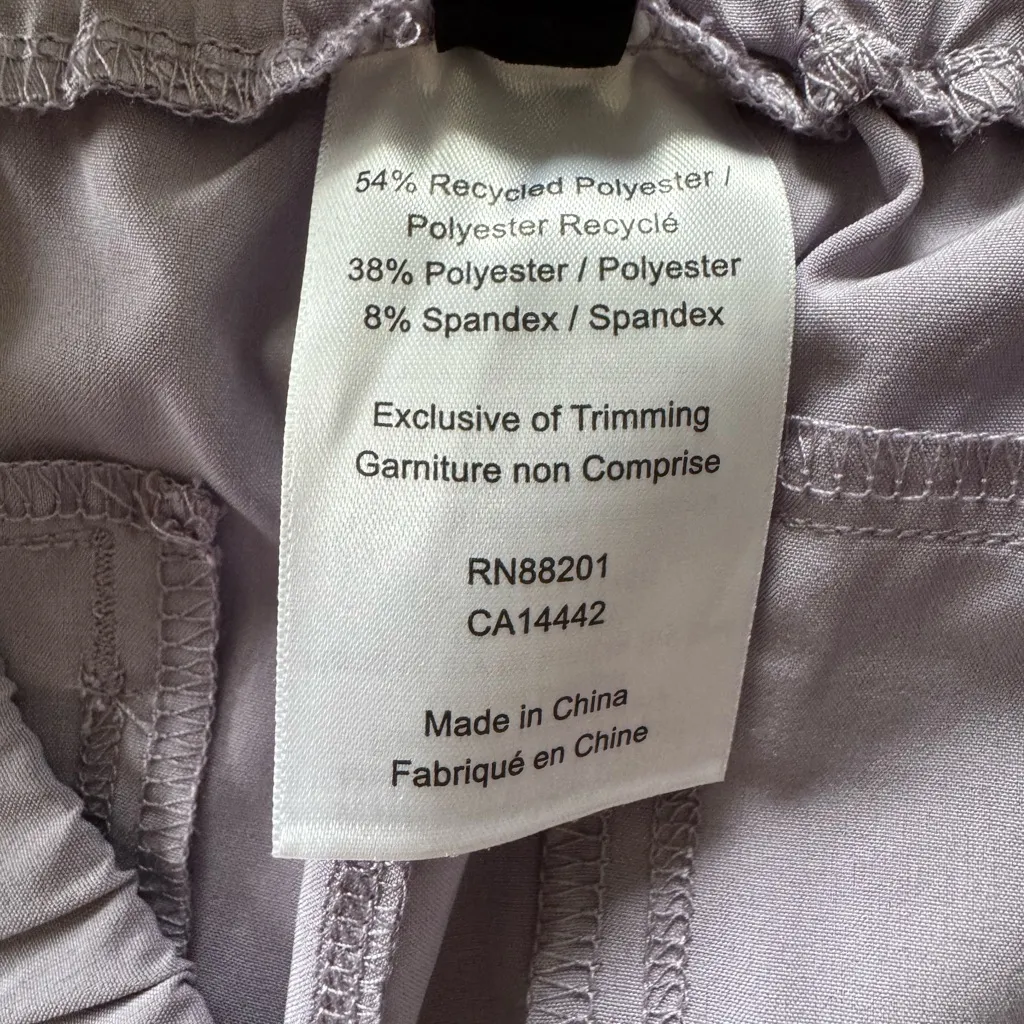 54% Recycled Polyester /
Polyester Recyclé
38% Polyester / Polyester
8% Spandex / Spandex
Exclusive of Trimming
Garniture non Comprise
RN88201
CA14442
Made in China
Fabriqué en Chine